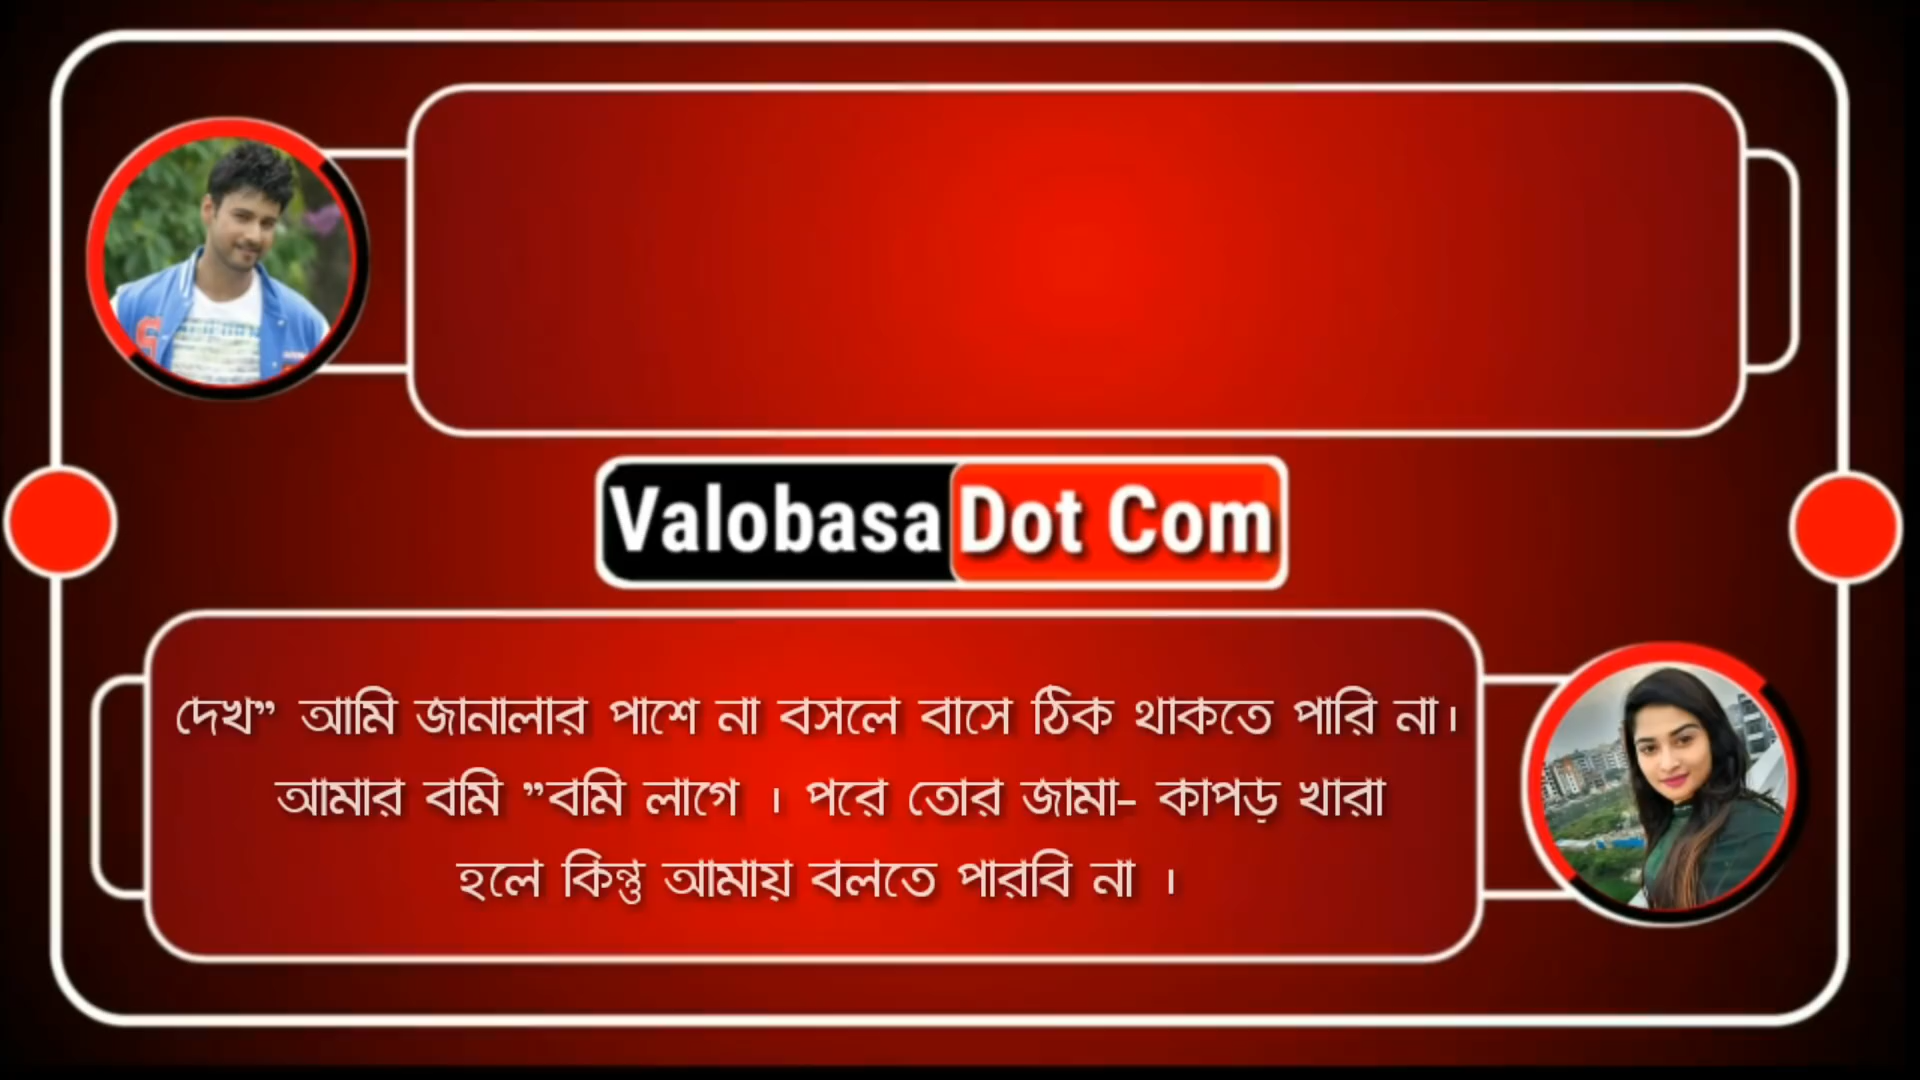 Valobasa Dot Com
দেখ” আমি জানালার পাশে না বসলে বাসে ঠিক থাকতে পারি না।
আমার বমি ”বমি লাগে । পরে তোর জামা- কাপড় খারা
হলে কিন্তু আমায় বলতে পারবি না ।